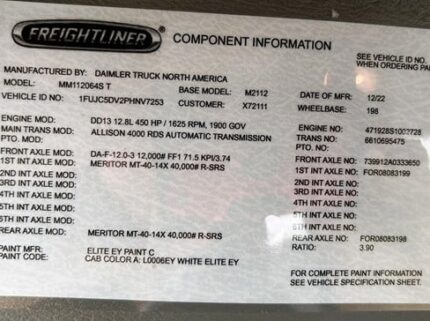 FREIGHTLINER COMPONENT INFORMATION
SEE VEHICLE ID NO.
WHEN ORDERING PA
MANUFACTURED BY: DAIMLER TRUCK NORTH AMERICA
MODEL: MM112064S T BASE MODEL: M2112 DATE OF MFR: 12/22
VEHICLE ID NO: 1FUJC5DV2PHNV7253 CUSTOMER: X72111 WHEELBASE: 198
ENGINE MOD: DD13 12.8L 450 HP / 1625 RPM, 1900 GOV ENGINE NO: 471928S1003728
MAIN TRANS MOD: ALLISON 4000 RDS AUTOMATIC TRANSMISSION TRANS NO: 6610695475
PTO. MOD: PTO. NO:
FRONT AXLE MOD: DA-F-12.0-3 12,000# FF1 71.5 KPI/3.74 FRONT AXLE NO: 739912A0333650
1ST INT AXLE MOD: MERITOR MT-40-14X 40,000# R-SRS 1ST INT AXLE NO: FOR08083199
2ND INT AXLE MOD: 2ND INT AXLE NO:
3RD INT AXLE MOD: 3RD INT AXLE NO:
4TH INT AXLE MOD: 4TH INT AXLE NO:
5TH INT AXLE MOD: 5TH INT AXLE NO:
6TH INT AXLE MOD: 6TH INT AXLE NO:
REAR AXLE MOD: MERITOR MT-40-14X 40,000# R-SRS REAR AXLE NO: FOR08083198
RATIO: 3.90
PAINT MFR: ELITE EY PAINT C
PAINT CODE: CAB COLOR A: L0006EY WHITE ELITE EY
FOR COMPLETE PAINT INFORMATION
SEE VEHICLE SPECIFICATION SHEET.